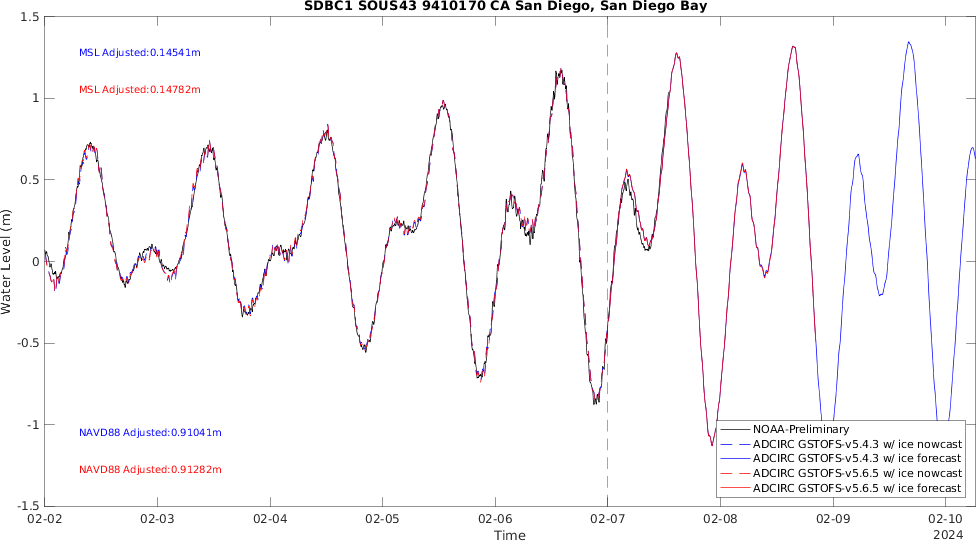 SDBC1 SOUS43 9410170 CA San Diego, San Diego Bay
1.5
1
0.5
0
-0.5
-1
-1.5
Water Level (m)
MSL Adjusted:0.14541m
MSL Adjusted:0.14782m
NAVD88 Adjusted:0.91041m
NAVD88 Adjusted:0.91282m
NOAA-Preliminary
ADCIRC GSTOFS-v5.4.3 w/ ice nowcast
ADCIRC GSTOFS-v5.4.3 w/ ice forecast
ADCIRC GSTOFS-v5.6.5 w/ ice nowcast
ADCIRC GSTOFS-v5.6.5 w/ ice forecast
02-02 02-03 02-04 02-05 02-06 02-07 02-08 02-09 02-10
Time
2024